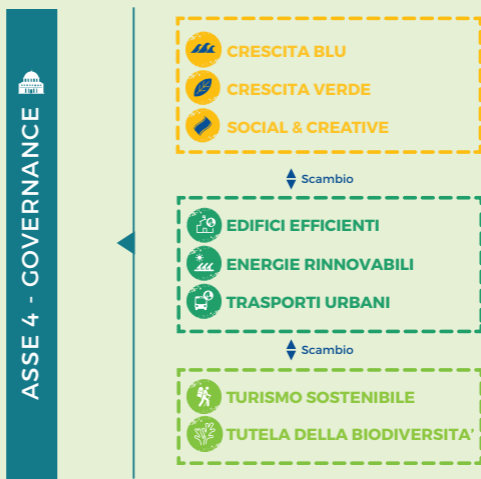 ASSE 4 - GOVERNANCE
CRESCITA BLU
CRESCITA VERDE
SOCIAL & CREATIVE
Scambio
EDIFICI EFFICIENTI
ENERGIE RINNOVABILI
TRASPORTI URBANI
Scambio
TURISMO SOSTENIBILE
TUTELA DELLA BIODIVERSITA'